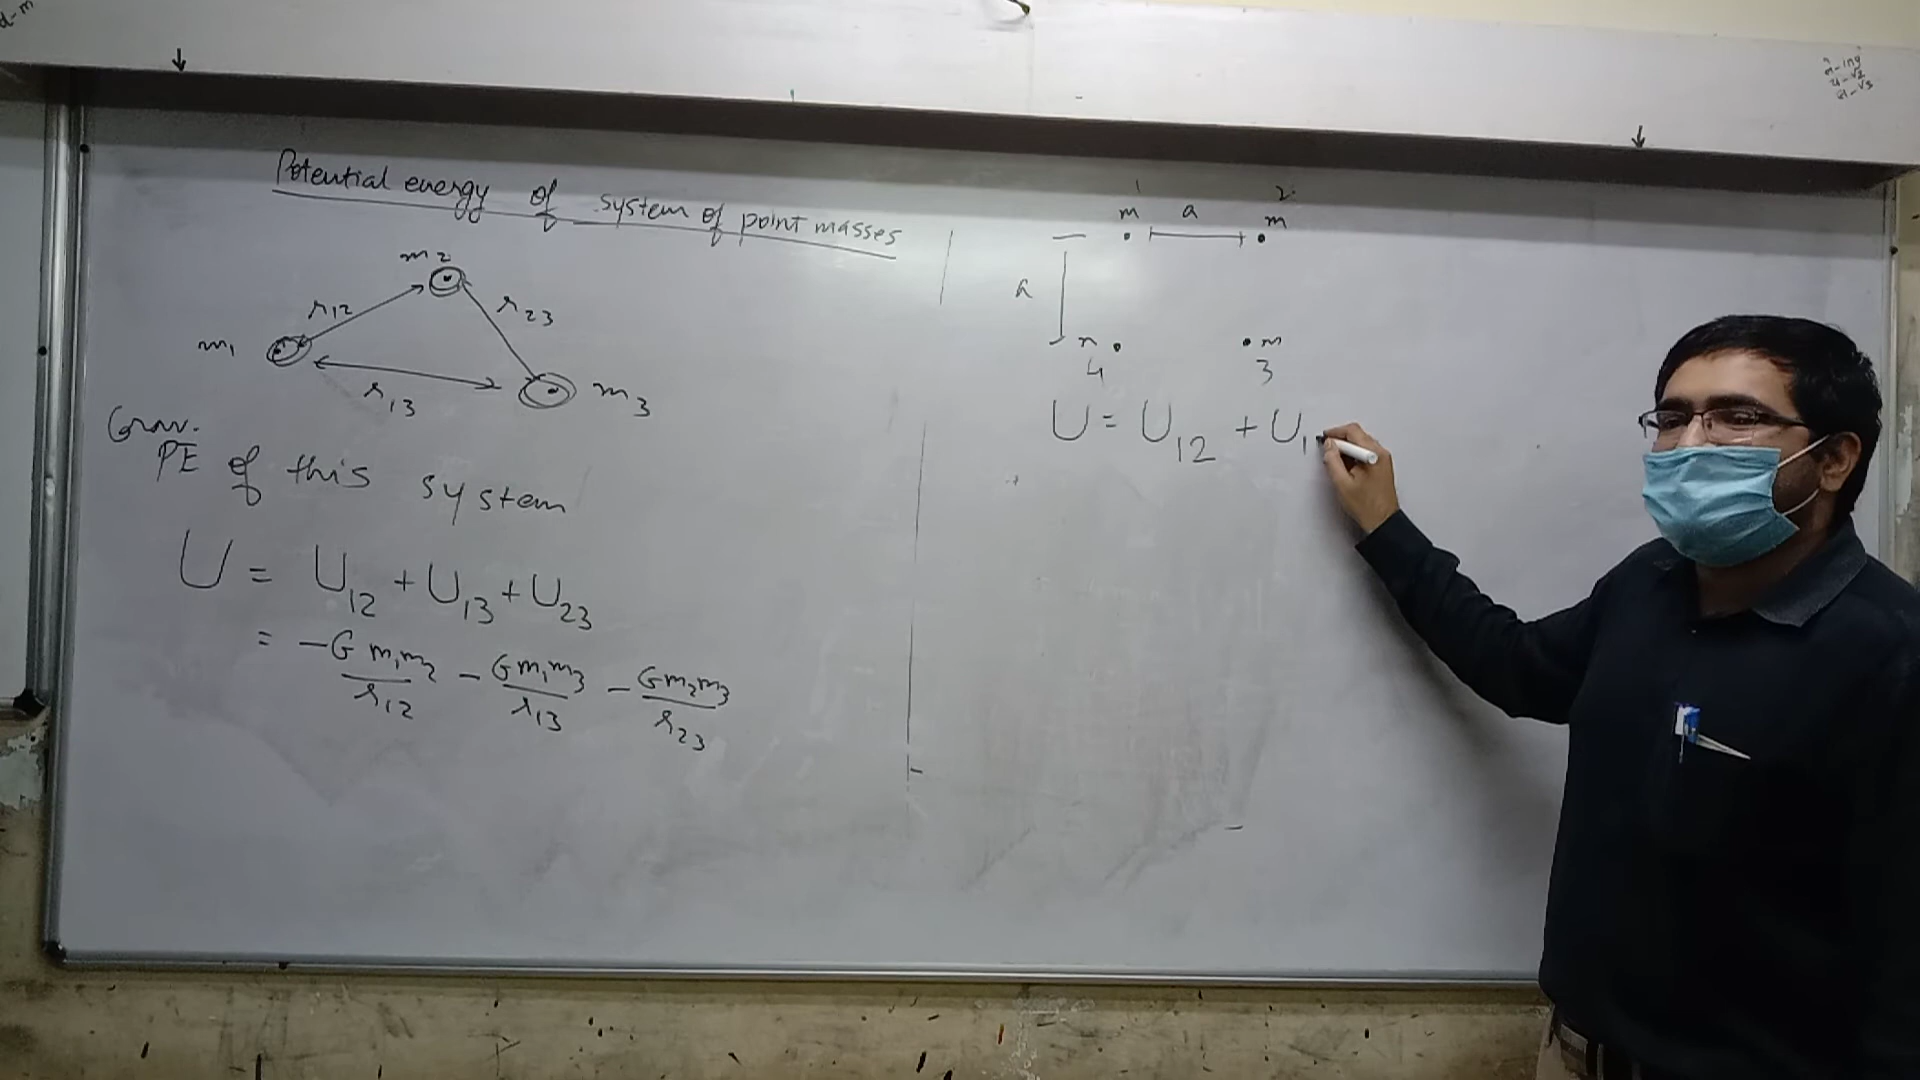 Potential energy of system of point masses
m2
r12
r23
m1
r13
m3
Grav.
PE of this system
U = U12 + U13 + U23
= -G m1m2/r12 - Gm1m3/r13 - Gm2m3/r23
1 2
m a m
a
m
4 3
U = U12 + U1